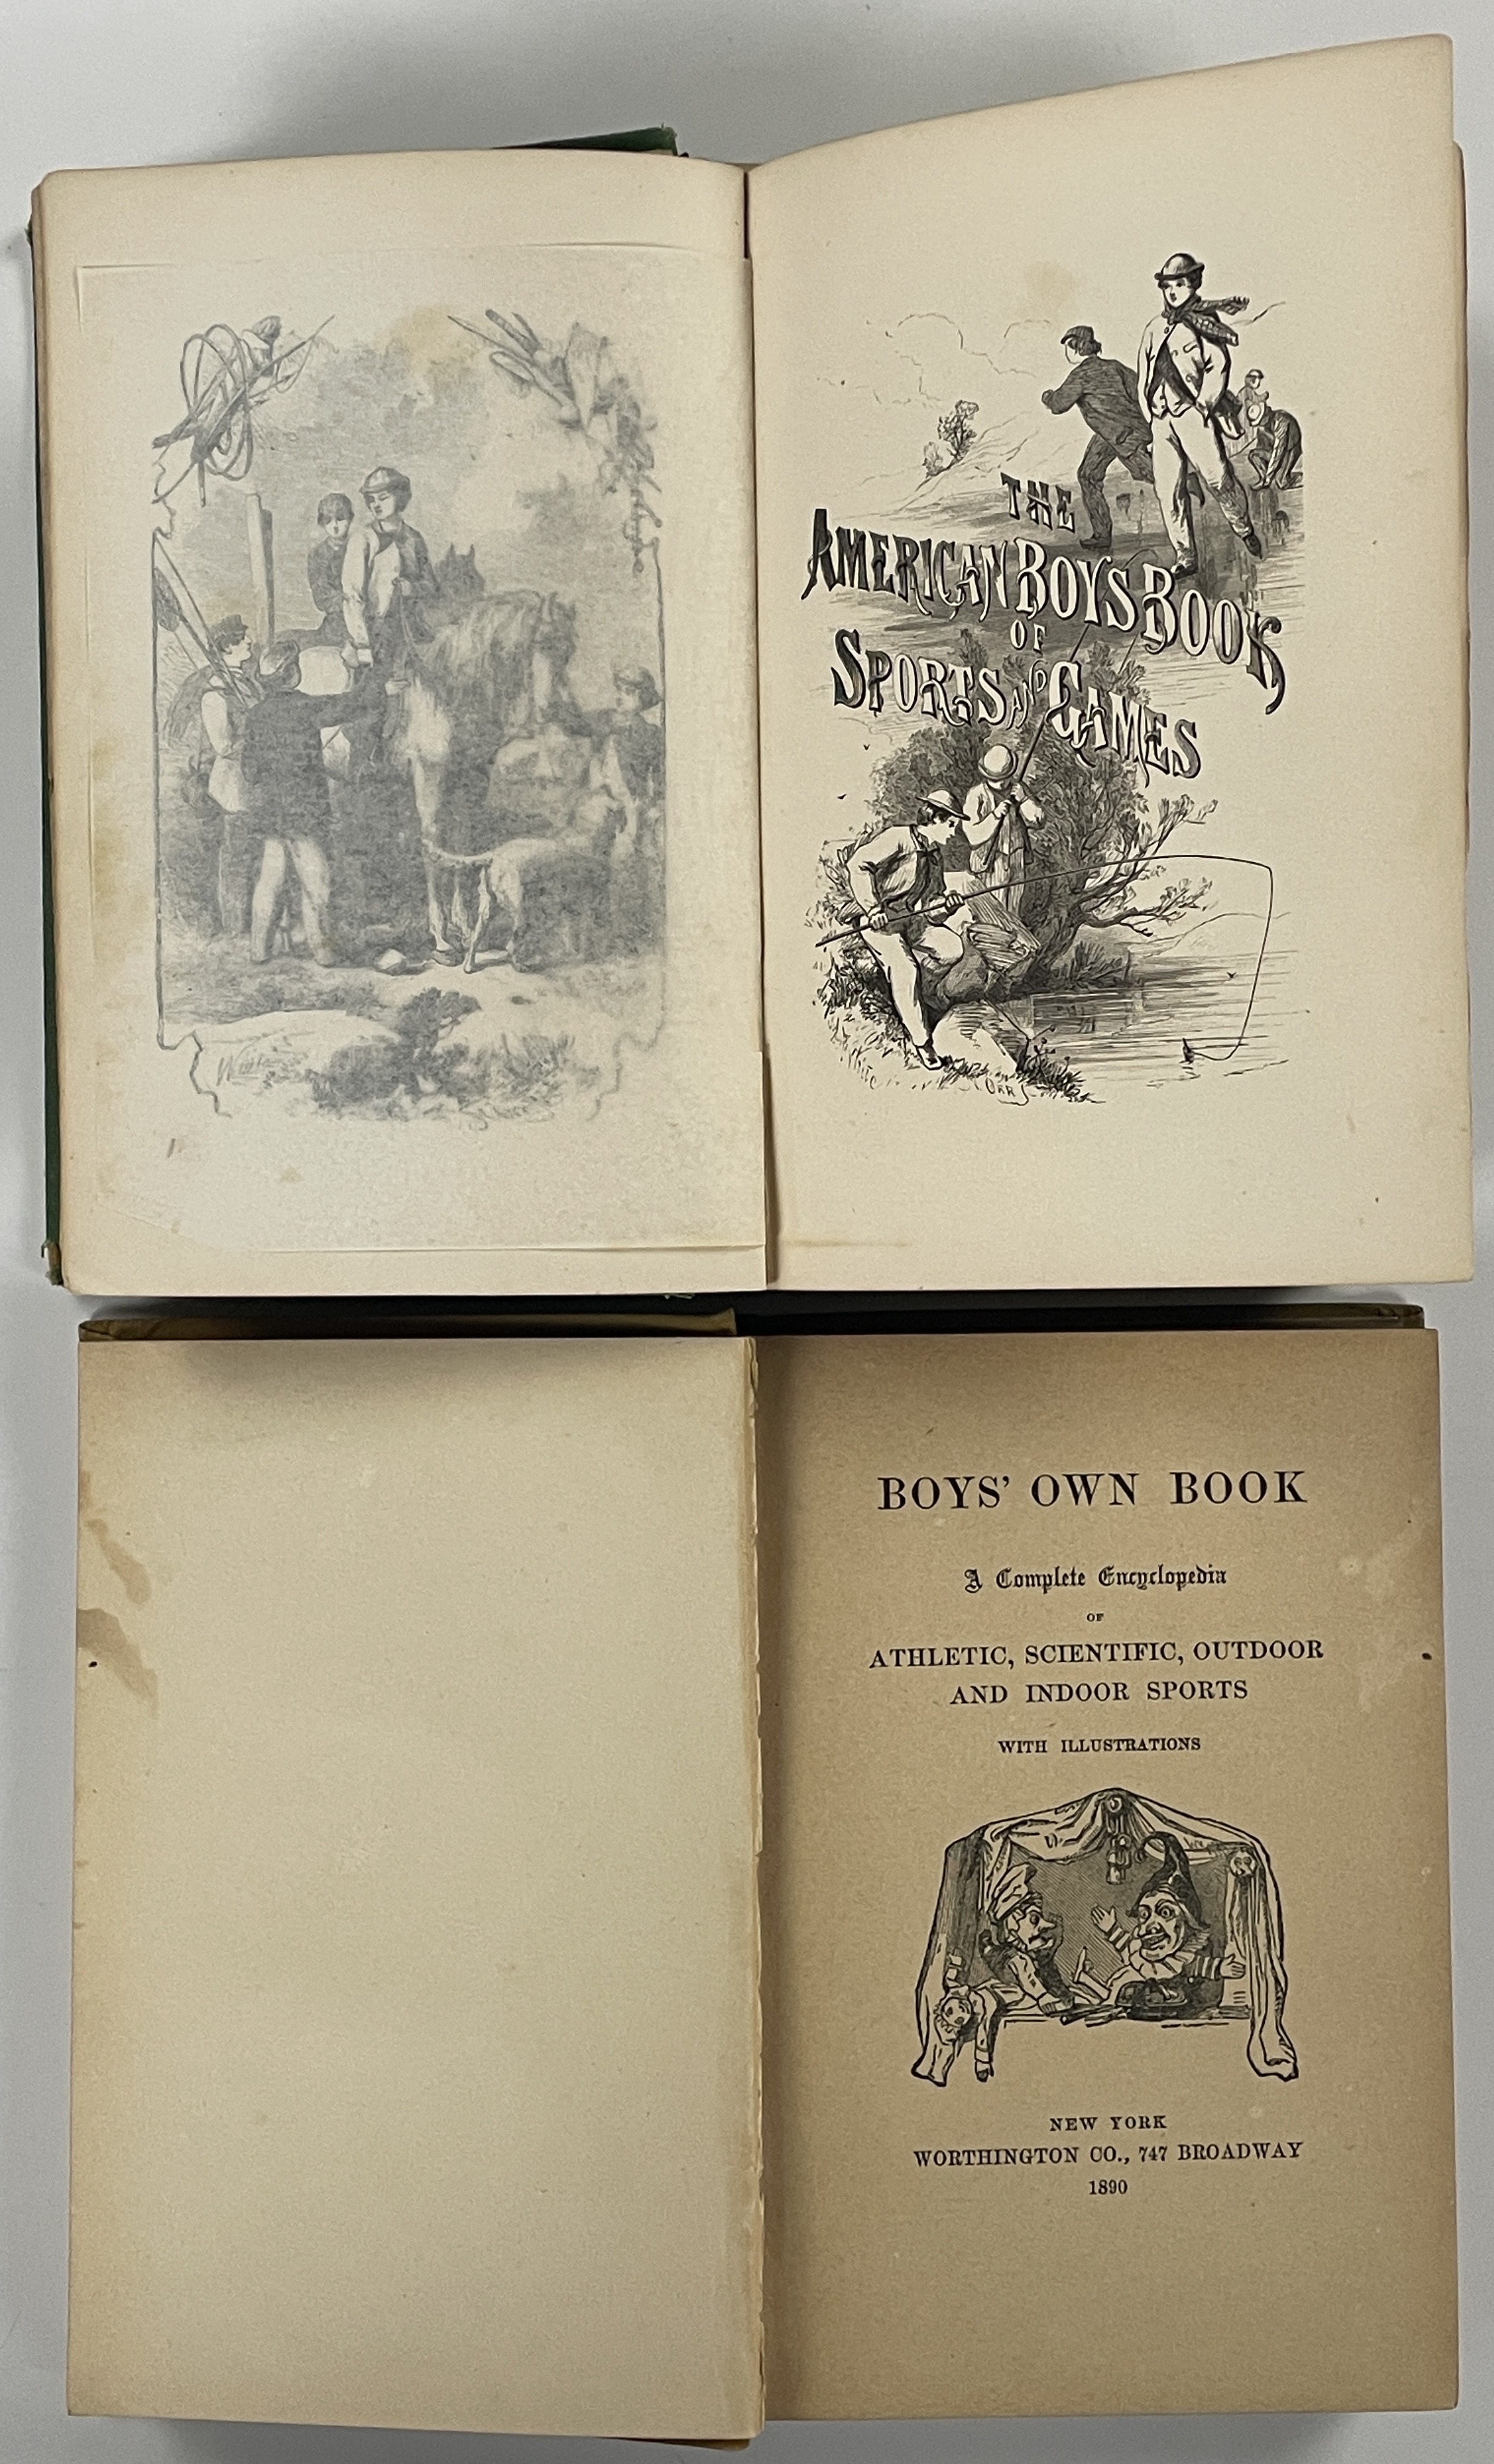 THE
AMERICAN BOYS BOOK
OF
SPORTS AND GAMES
ORR
BOYS' OWN BOOK
A Complete Encyclopedia
OF
ATHLETIC, SCIENTIFIC, OUTDOOR
AND INDOOR SPORTS
WITH ILLUSTRATIONS
NEW YORK
WORTHINGTON CO., 747 BROADWAY
1890